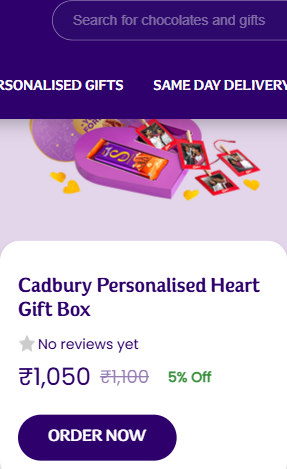 Search for chocolates and gifts
RSONALISED GIFTS SAME DAY DELIVERY
Cadbury Personalised Heart
Gift Box
No reviews yet
₹1,050 ₹1,100 5% Off
ORDER NOW